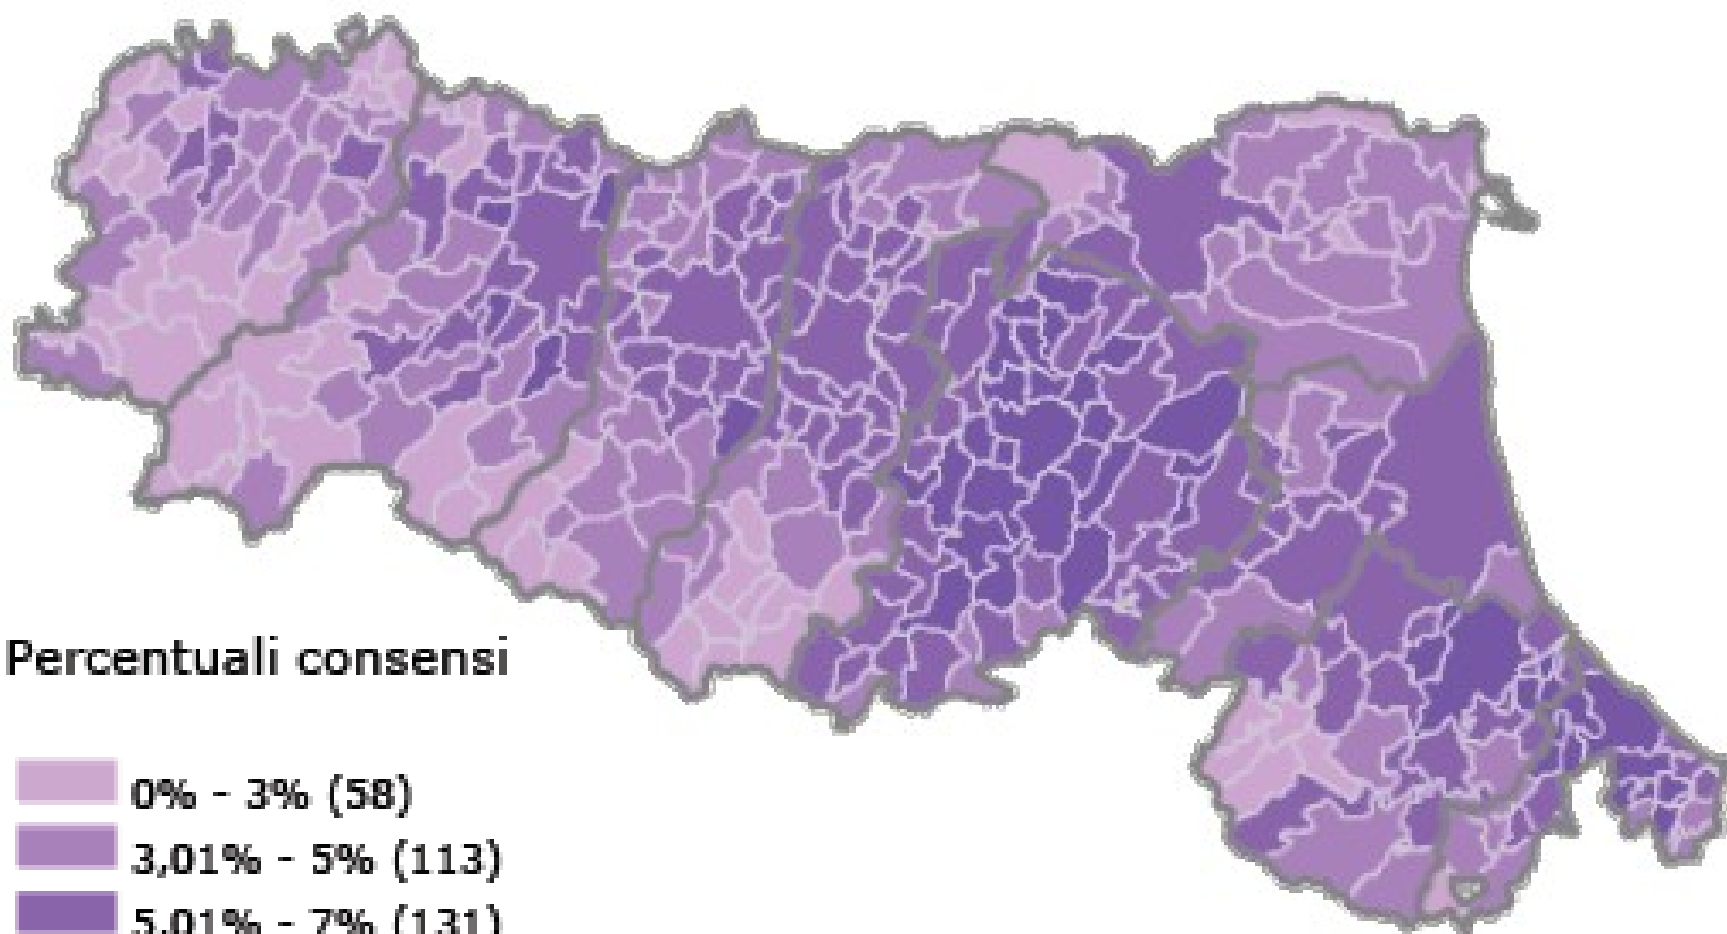 Percentuali consensi
0% - 3% (58)
3,01% - 5% (113)
5,01% - 7% (131)